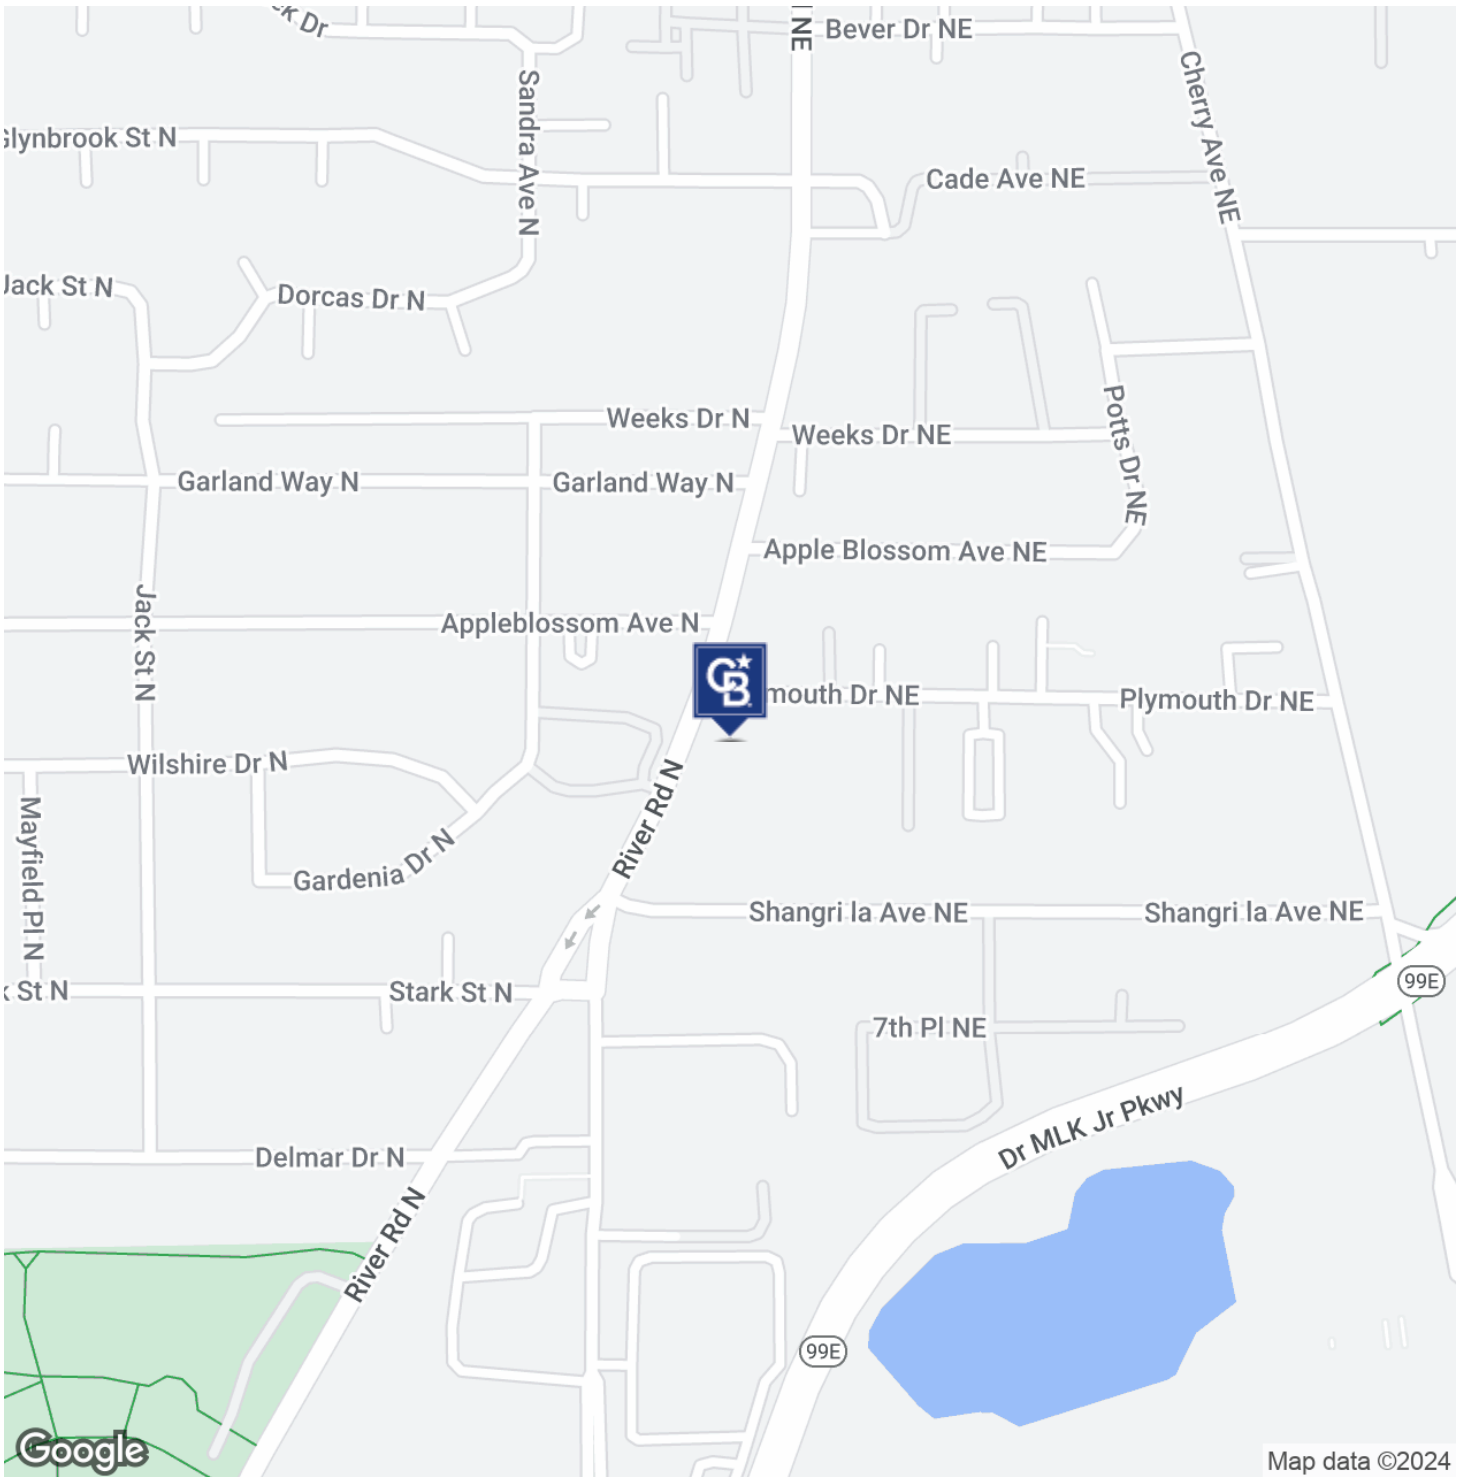 ck Dr
NE
Bever Dr NE
Cherry Ave NE
Sandra Ave N
Glynbrook St N
Cade Ave NE
Jack St N
Dorcas Dr N
Weeks Dr N
Weeks Dr NE
Potts Dr NE
Garland Way N
Garland Way N
Apple Blossom Ave NE
Jack St N
Appleblossom Ave N
CB
mouth Dr NE
Plymouth Dr NE
Wilshire Dr N
River Rd N
Mayfield Pl N
Gardenia Dr N
Shangri la Ave NE
Shangri la Ave NE
k St N
Stark St N
99E
7th Pl NE
Dr MLK Jr Pkwy
Delmar Dr N
River Rd N
99E
Google
Map data ©2024